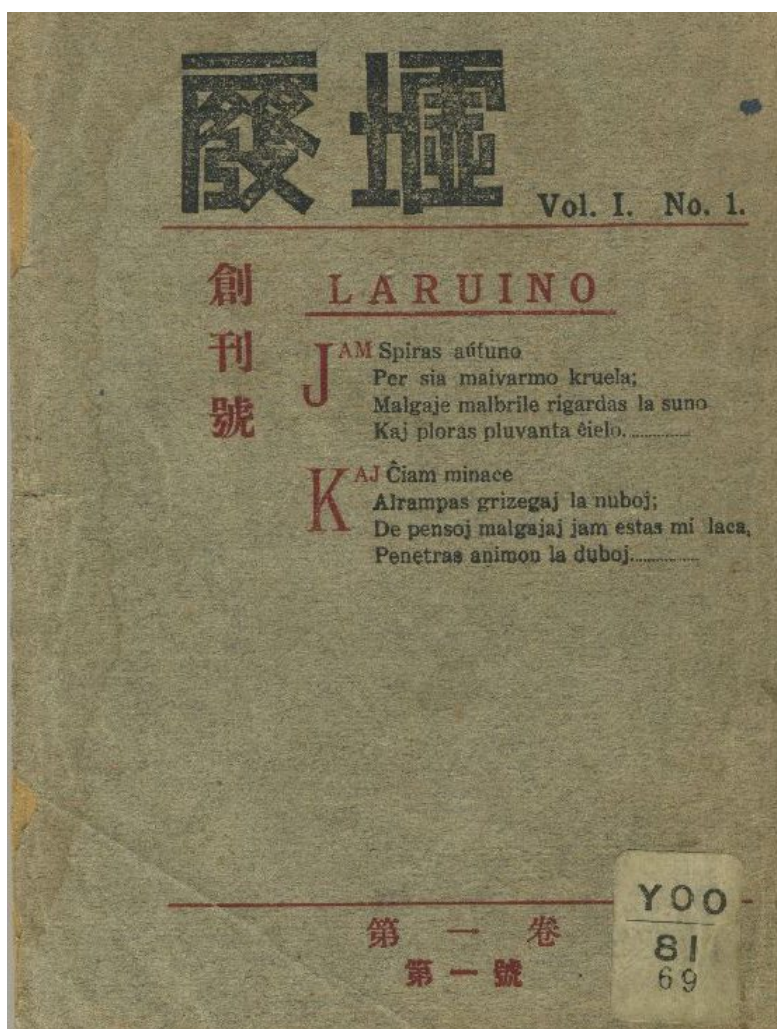 廢墟
Vol. I. No. 1.
創刊號
LARUINO
JAM Spiras aŭtuno
Per sia maivarmo kruela;
Malgaje malbrile rigardas la suno
Kaj ploras pluvanta ĉielo...............
KAJ Ĉiam minace
Alrampas grizegaj la nuboj;
De pensoj malgajaj jam estas mi laca,
Penetras animon la duboj...............
第一卷
第一號
YOO
81
69